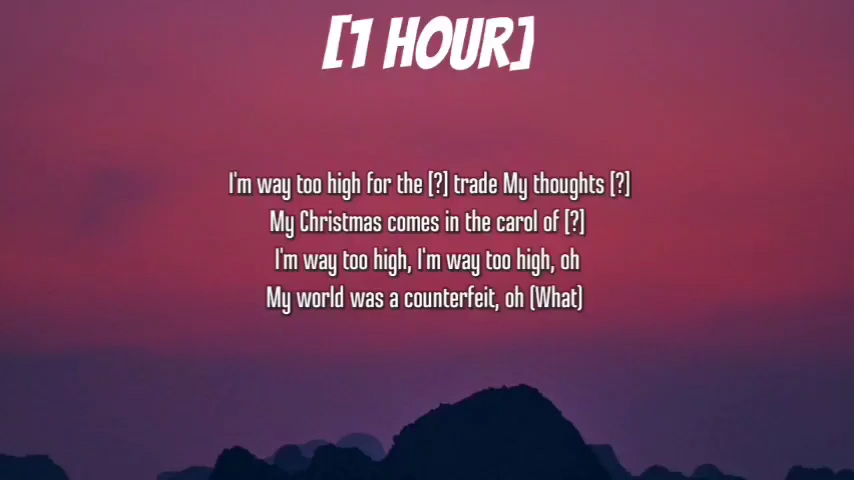 [1 HOUR]
I'm way too high for the [?] trade My thoughts [?]
My Christmas comes in the carol of [?]
I'm way too high, I'm way too high, oh
My world was a counterfeit, oh (What)